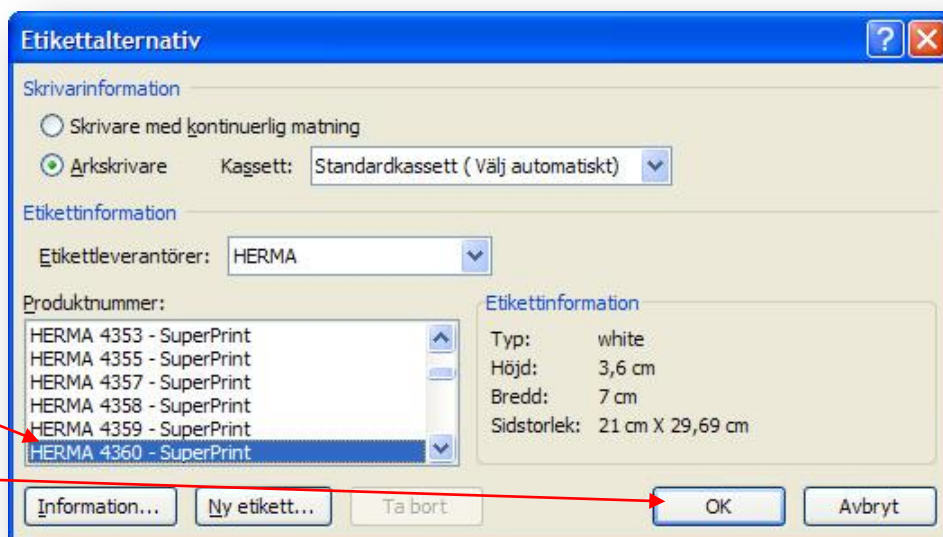 Etikettalternativ
Skrivarinformation
Skrivare med kontinuerlig matning
Arkskrivare Kassett: Standardkassett ( Välj automatiskt)
Etikettinformation
Etikettleverantörer: HERMA
Produktnummer:
HERMA 4353 - SuperPrint
HERMA 4355 - SuperPrint
HERMA 4357 - SuperPrint
HERMA 4358 - SuperPrint
HERMA 4359 - SuperPrint
HERMA 4360 - SuperPrint
Etikettinformation
Typ: white
Höjd: 3,6 cm
Bredd: 7 cm
Sidstorlek: 21 cm X 29,69 cm
Information... Ny etikett... Ta bort OK Avbryt